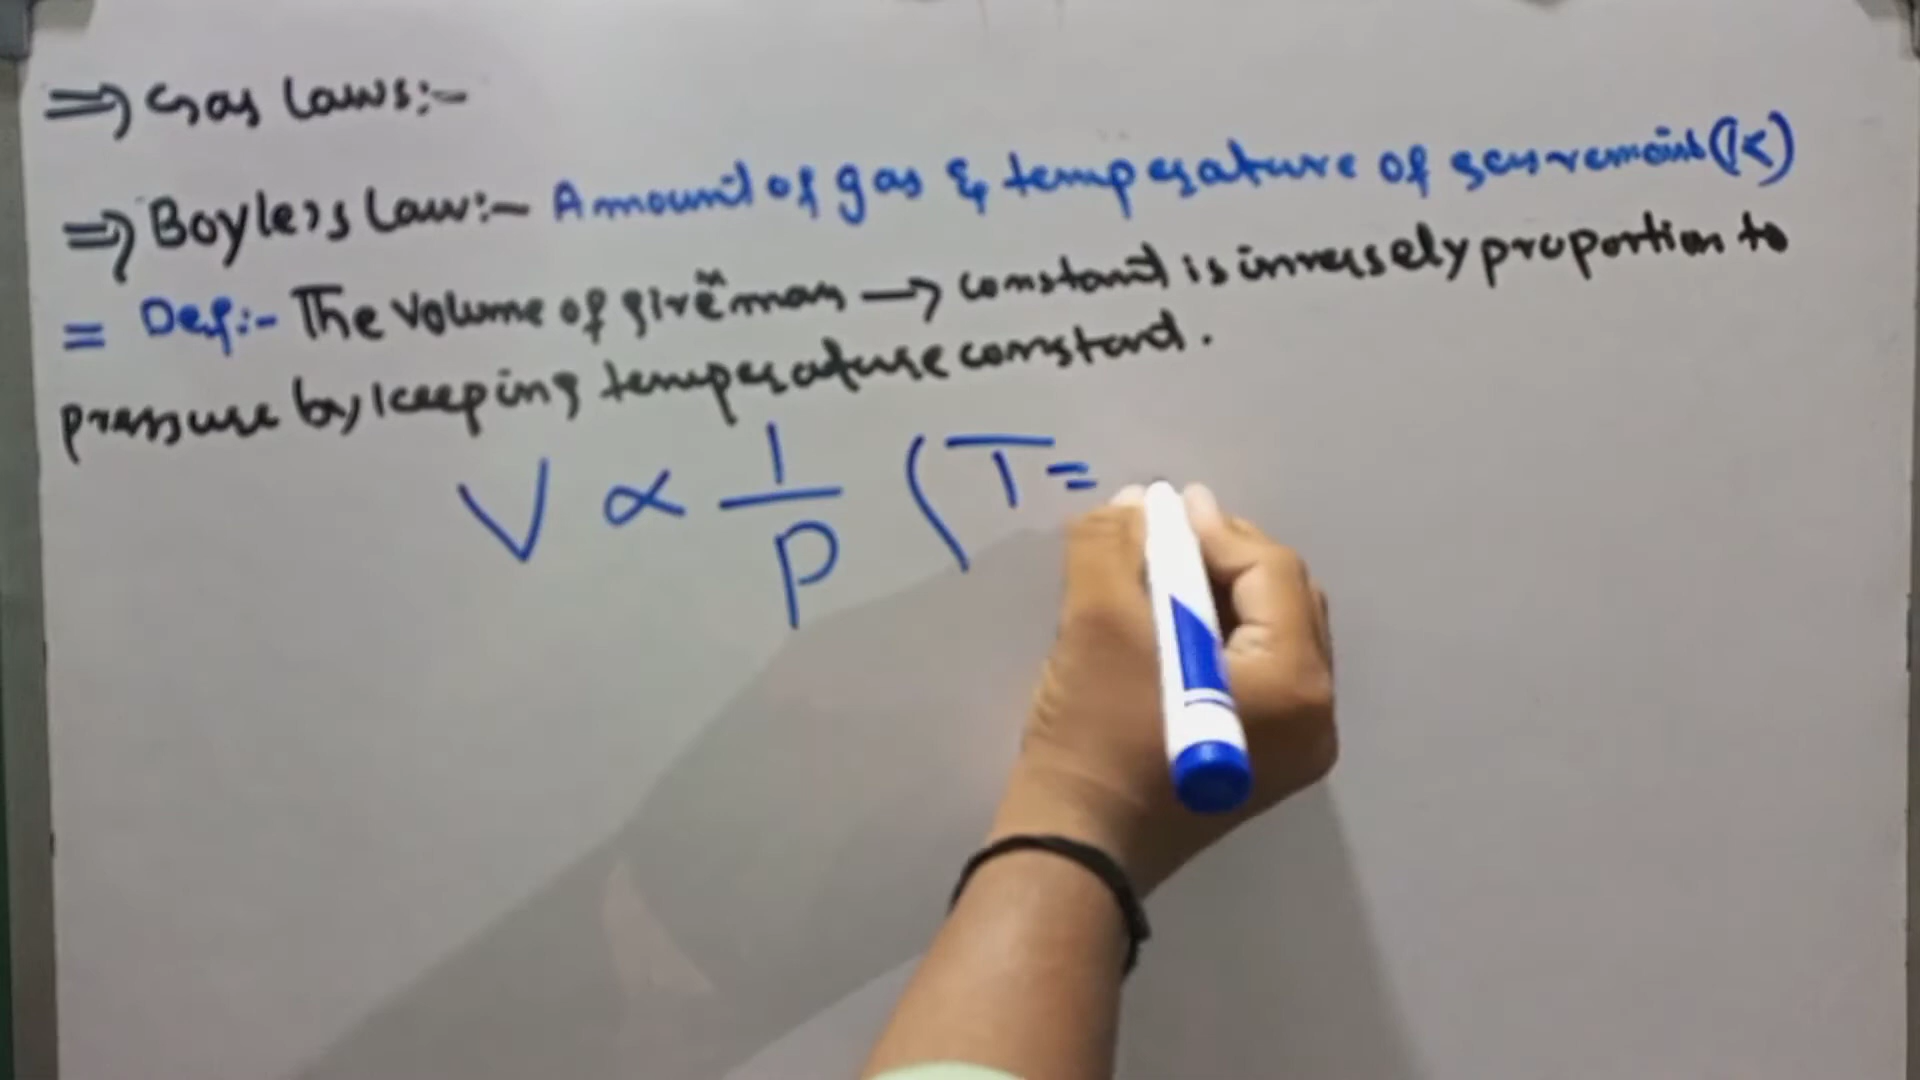 ⇒ Gas Laws:-
⇒ Boyle's Law:- Amount of gas & temperature of gas remains (K)
= Def:- The Volume of given mass → constant is inversely proportion to
pressure by keeping temperature constant.
V ∝ 1/P (T=